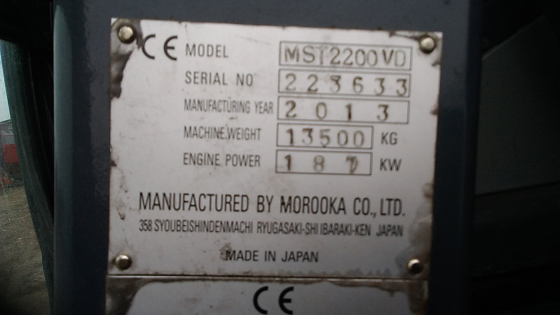 CE MODEL MST2200VD
SERIAL NO 223633
MANUFACTURING YEAR 2013
MACHINE WEIGHT 13500 KG
ENGINE POWER 187 KW
MANUFACTURED BY MOROOKA CO., LTD.
358 SYOUBEISHINDENMACHI RYUGASAKI-SHI IBARAKI-KEN JAPAN
MADE IN JAPAN
CE